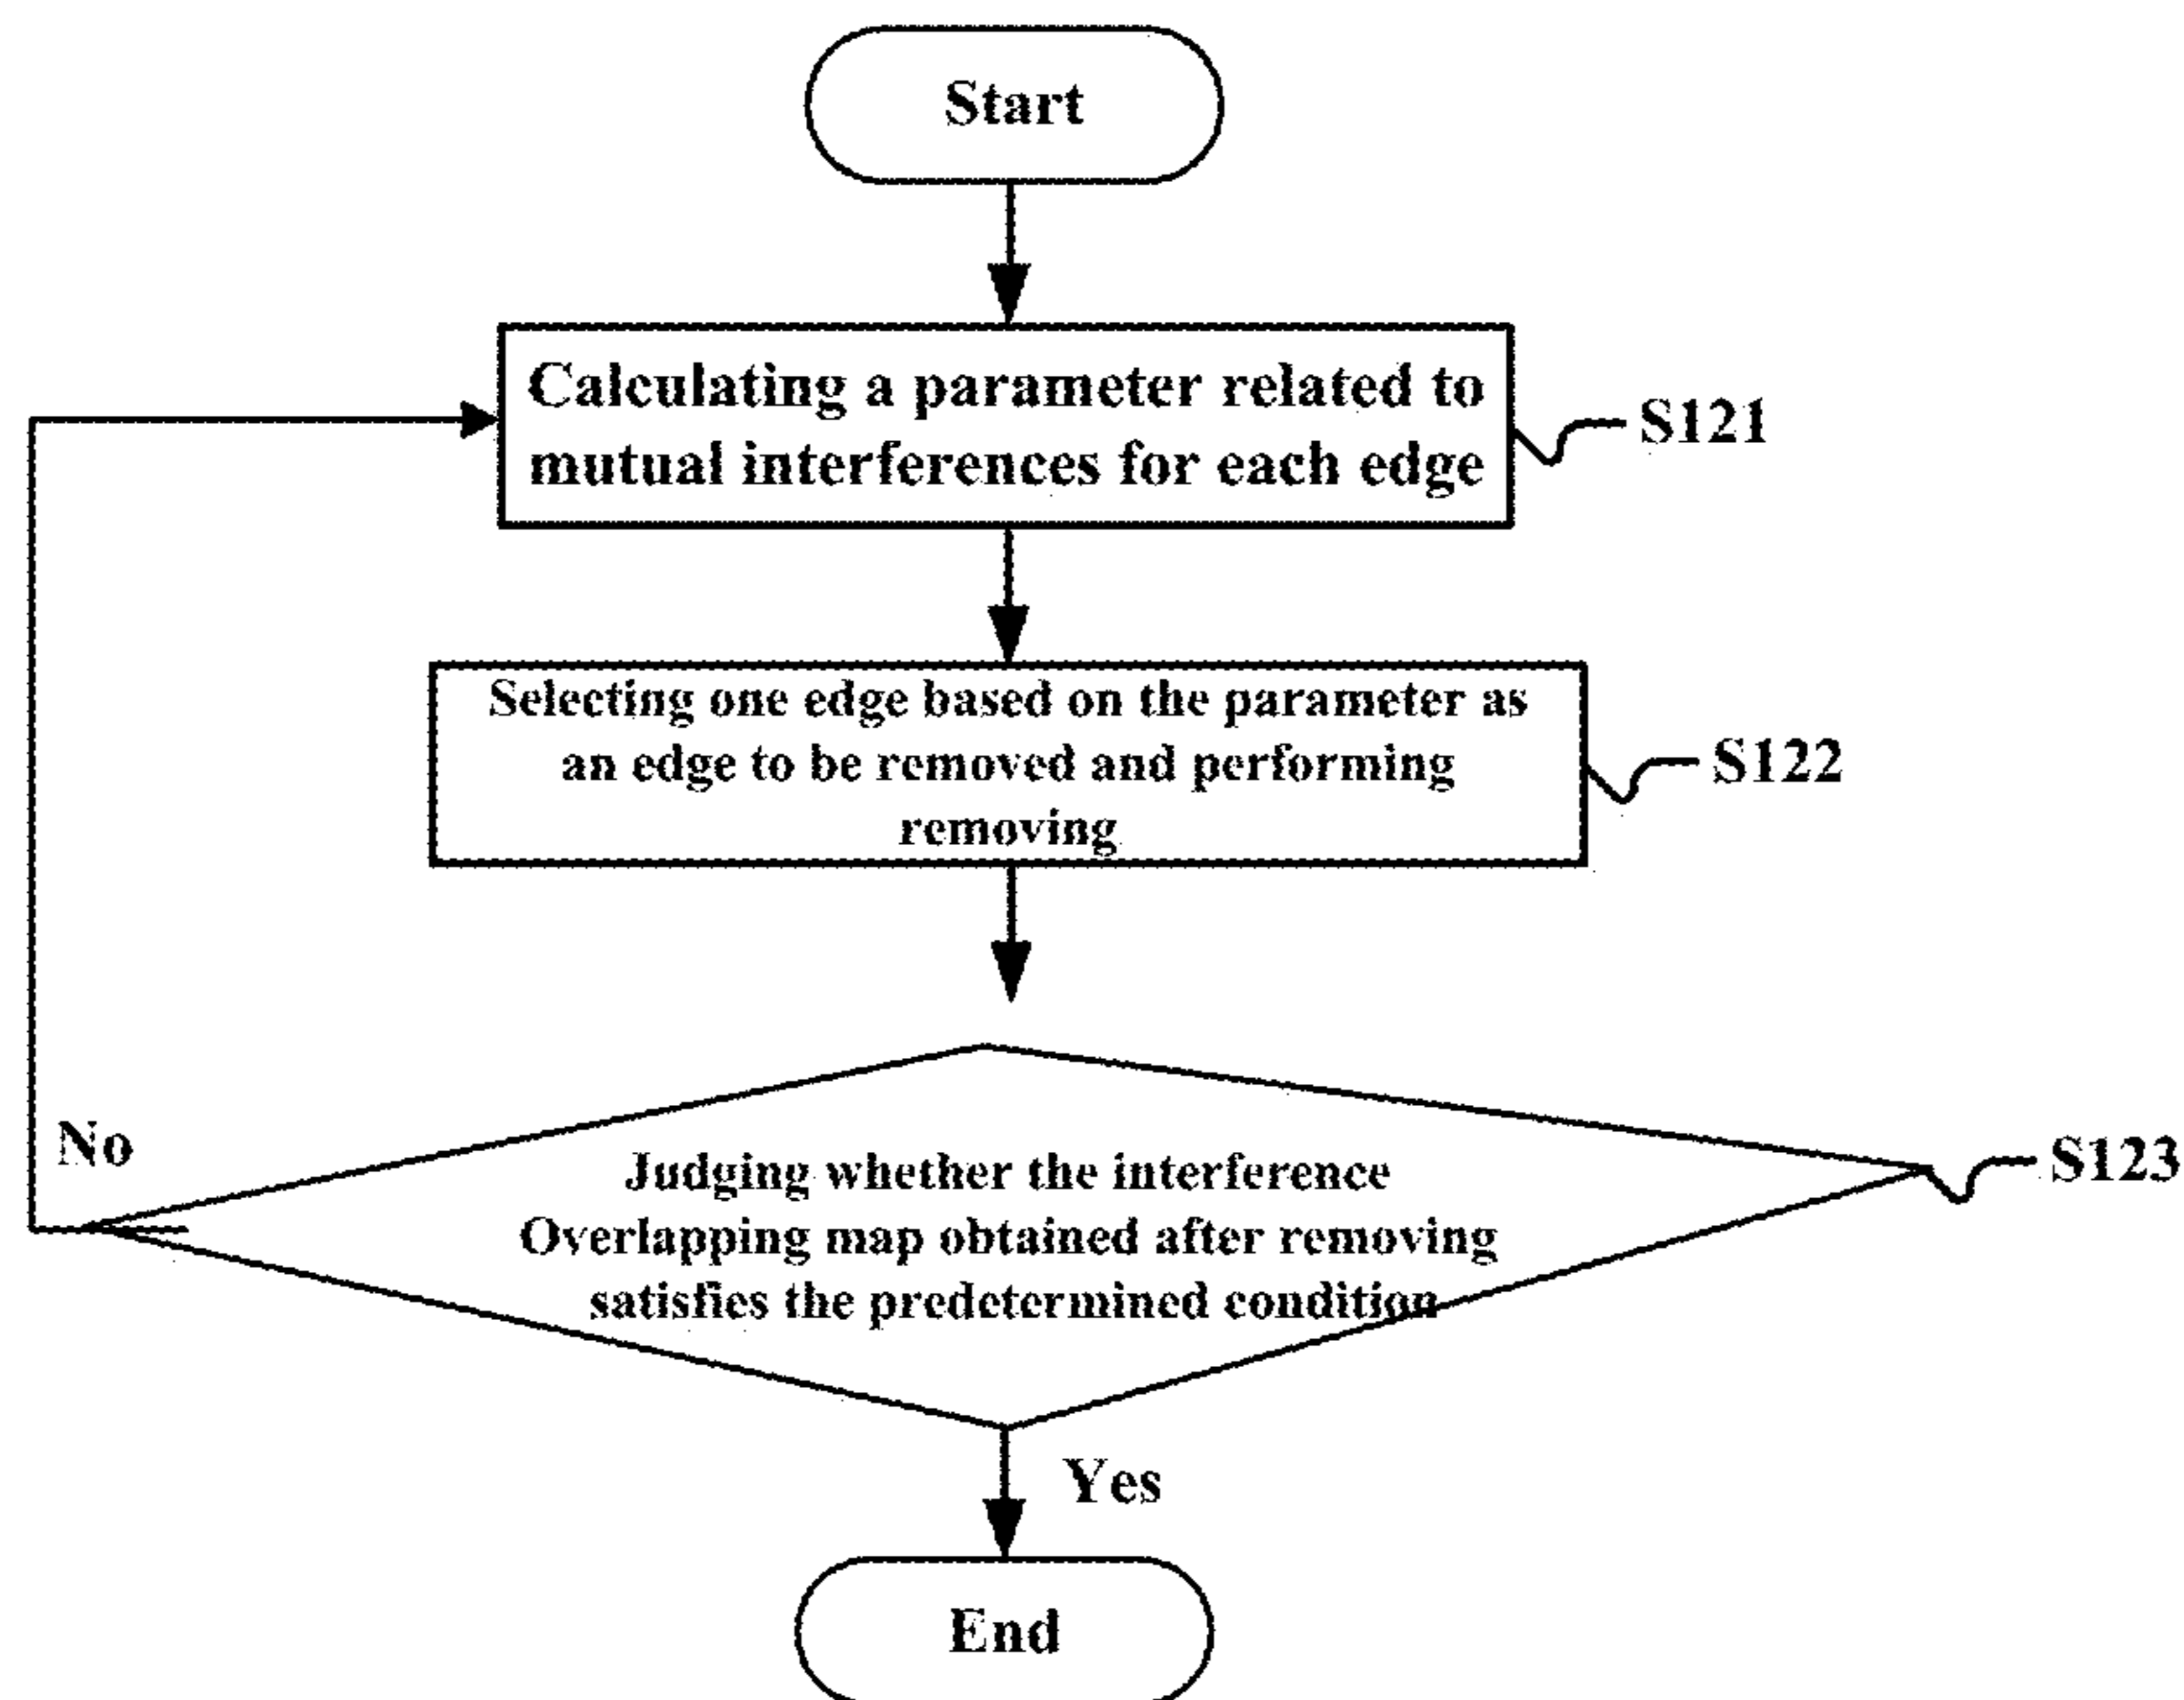 Start
Calculating a parameter related to
mutual interferences for each edge
S121
Selecting one edge based on the parameter as
an edge to be removed and performing
removing
S122
No
Judging whether the interference
Overlapping map obtained after removing
satisfies the predetermined condition
S123
Yes
End